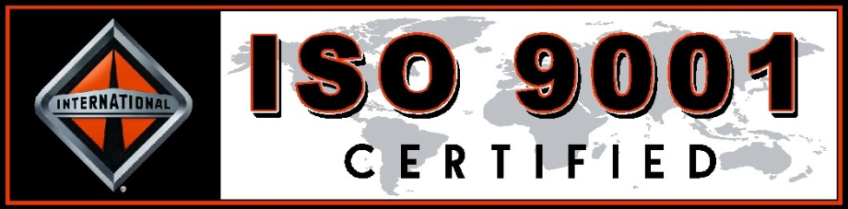 INTERNATIONAL
®
ISO 9001
CERTIFIED